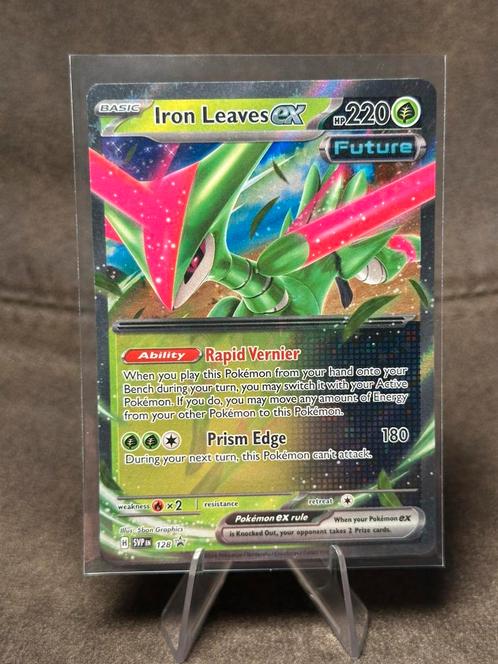 BASIC Iron Leaves ex HP 220
Future
Ability Rapid Vernier
When you play this Pokémon from your hand onto your
Bench during your turn, you may switch it with your Active
Pokémon. If you do, you may move any amount of Energy
from your other Pokémon to this Pokémon.
Prism Edge 180
During your next turn, this Pokémon can't attack.
weakness ×2 resistance retreat
Illus. 5ban Graphics
H SVP EN 128
Pokémon ex rule When your Pokémon ex
is Knocked Out, your opponent takes 2 Prize cards.